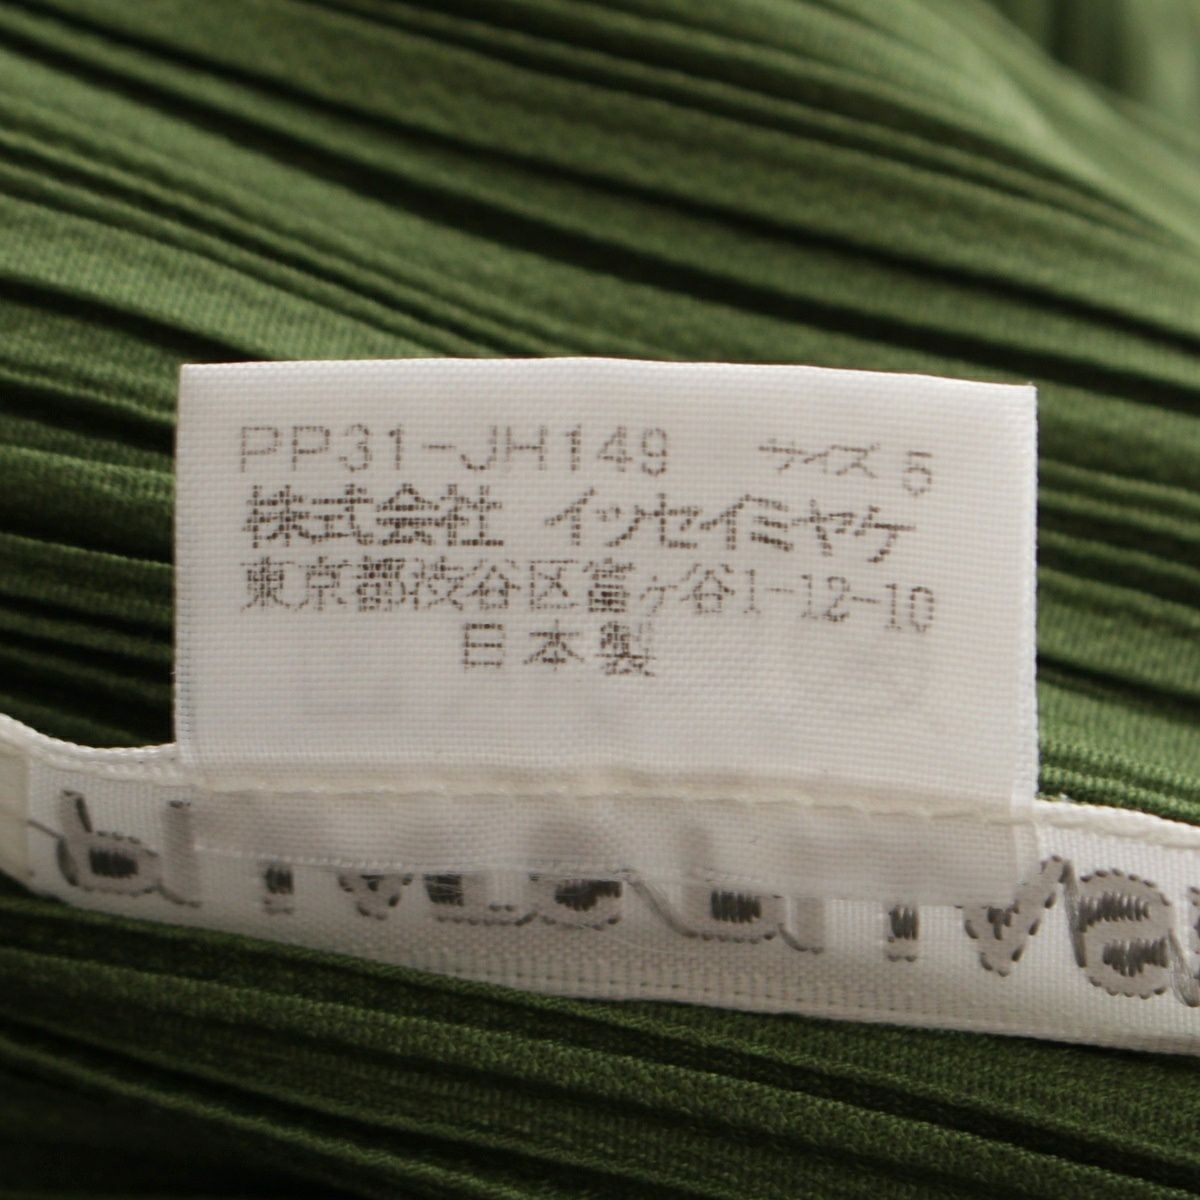 PP31-JH149 サイズ 5
株式会社 イッセイミヤケ
東京都渋谷区富ヶ谷1-12-10
日本製